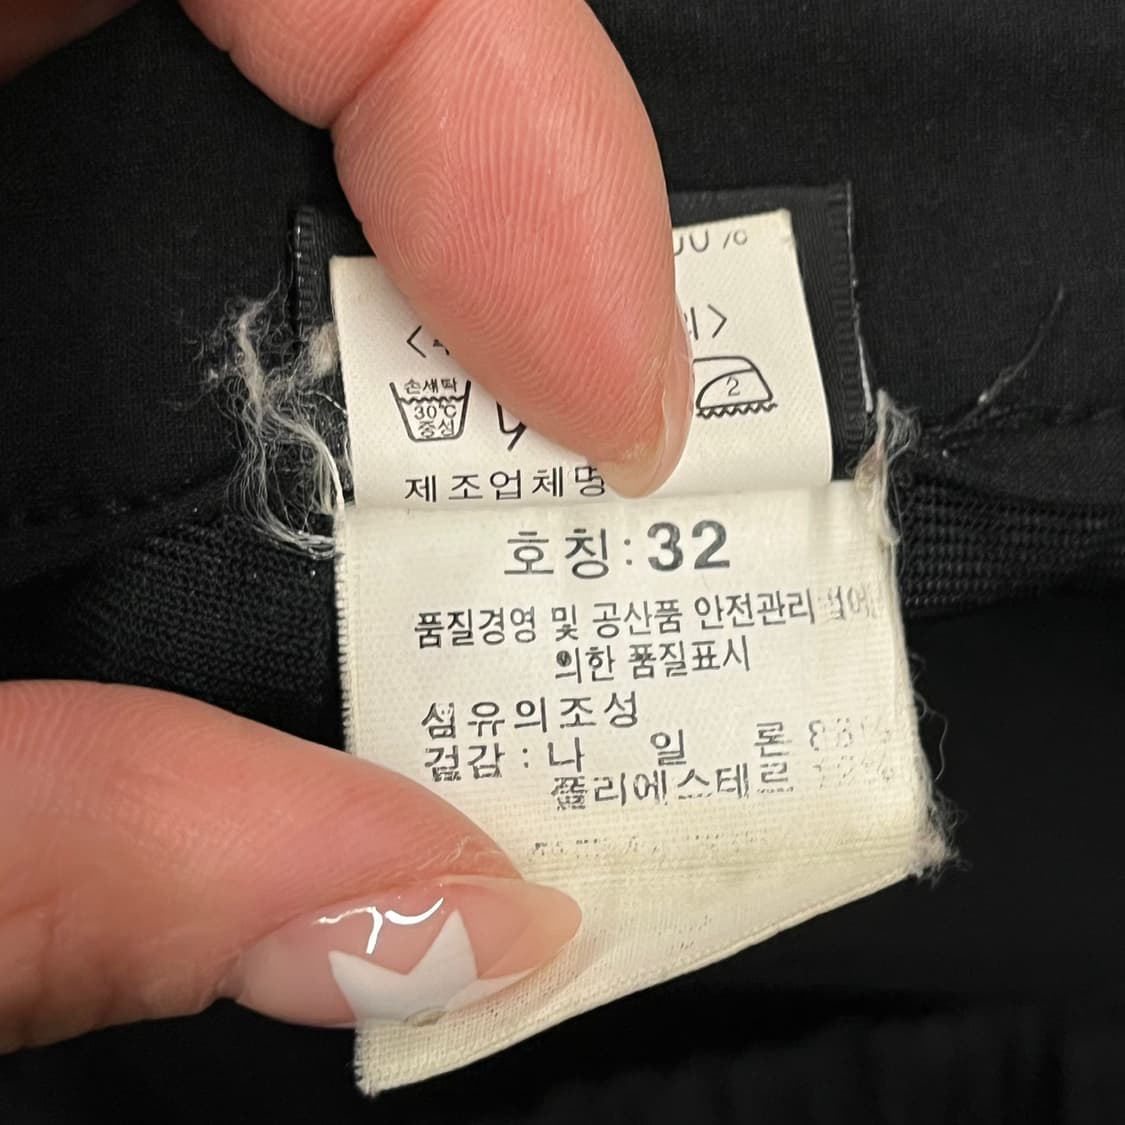 손세탁
30℃
중성
2
제조업체명
호칭:32
품질경영 및 공산품 안전관리
의한 품질표시
섬유의조성
겉감 : 나 일 론
폴리에스테르